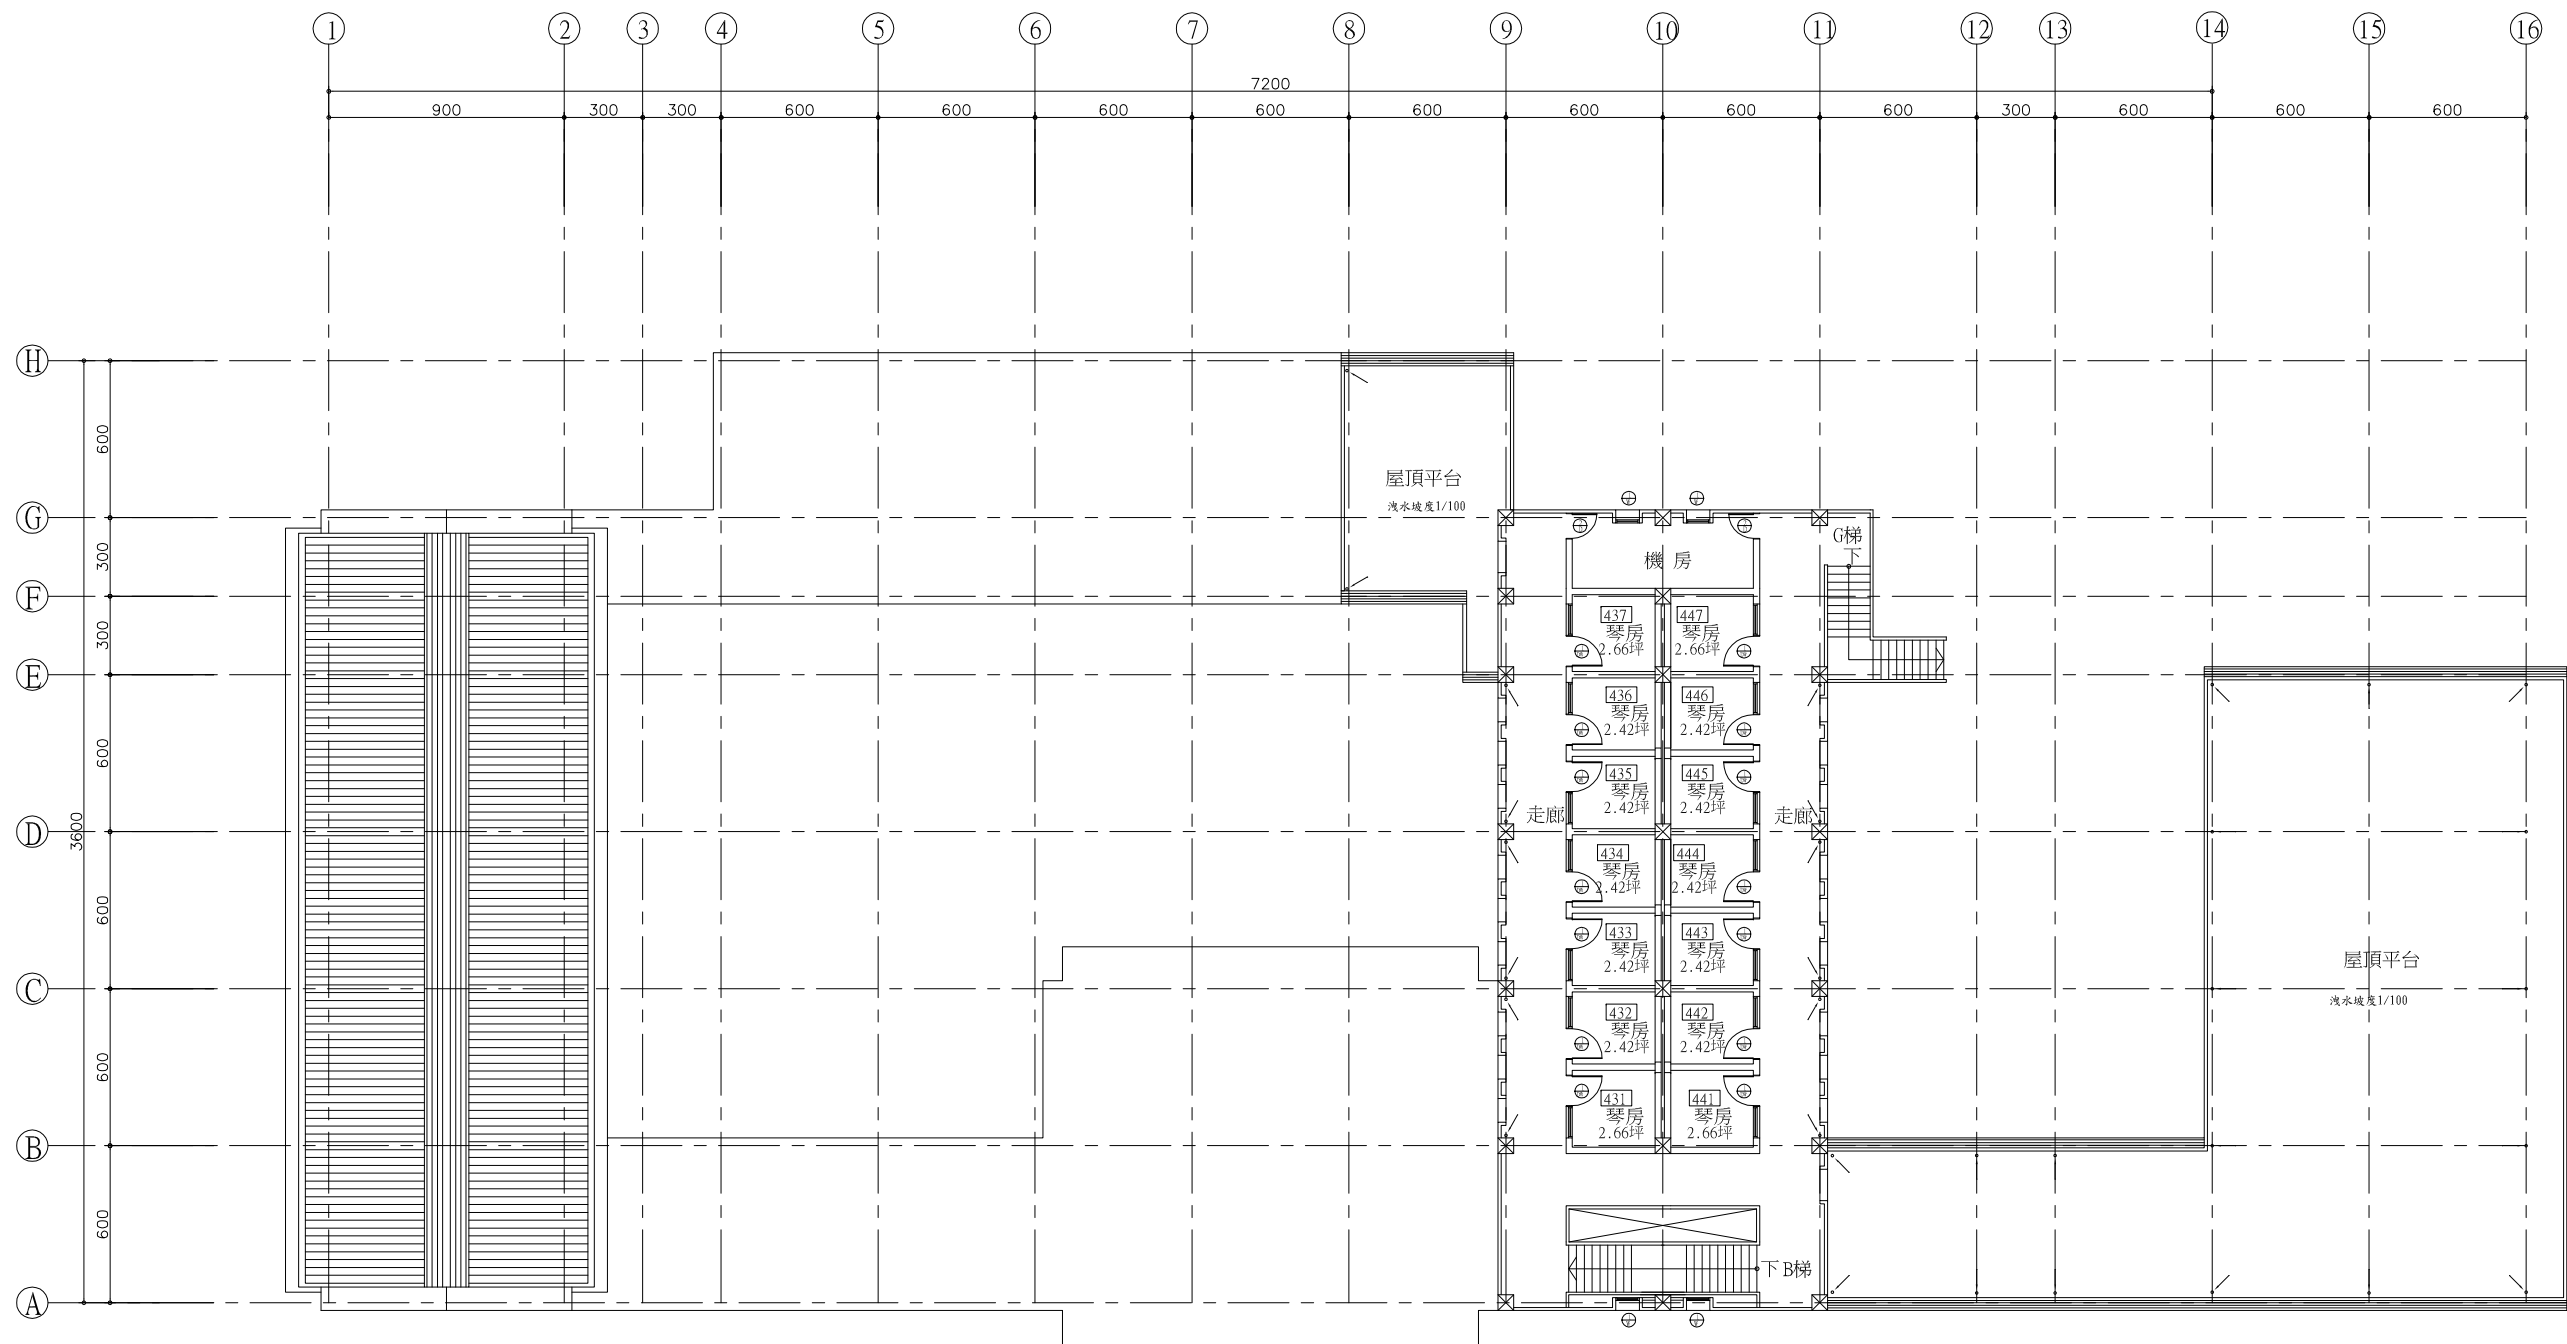 1 2 3 4 5 6 7 8 9 10 11 12 13 14 15 16
7200
900 300 300 600 600 600 600 600 600 600 600 300 600 600 600
H
G
F
E
D
C
B
A
600
300
300
600
600
600
600
3600
屋頂平台
洩水坡度1/100
機 房
G梯
下
437
琴房
2.66坪
447
琴房
2.66坪
436
琴房
2.42坪
446
琴房
2.42坪
435
琴房
2.42坪
445
琴房
2.42坪
走廊
走廊
434
琴房
2.42坪
444
琴房
2.42坪
433
琴房
2.42坪
443
琴房
2.42坪
432
琴房
2.42坪
442
琴房
2.42坪
431
琴房
2.66坪
441
琴房
2.66坪
下B梯
屋頂平台
洩水坡度1/100